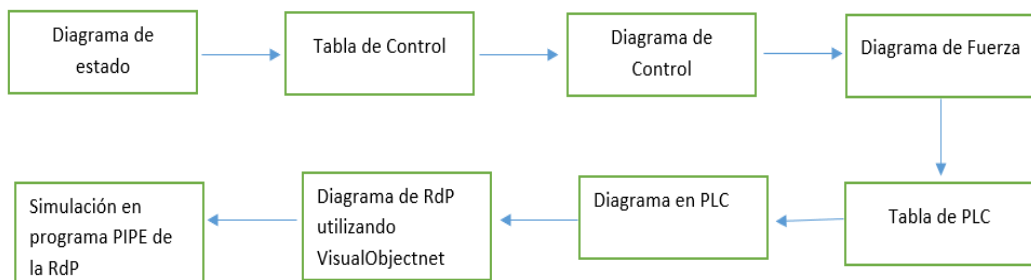 Diagrama de
estado
Tabla de Control
Diagrama de
Control
Diagrama de Fuerza
Tabla de PLC
Diagrama en PLC
Diagrama de RdP
utilizando
VisualObjectnet
Simulación en
programa PIPE de
la RdP